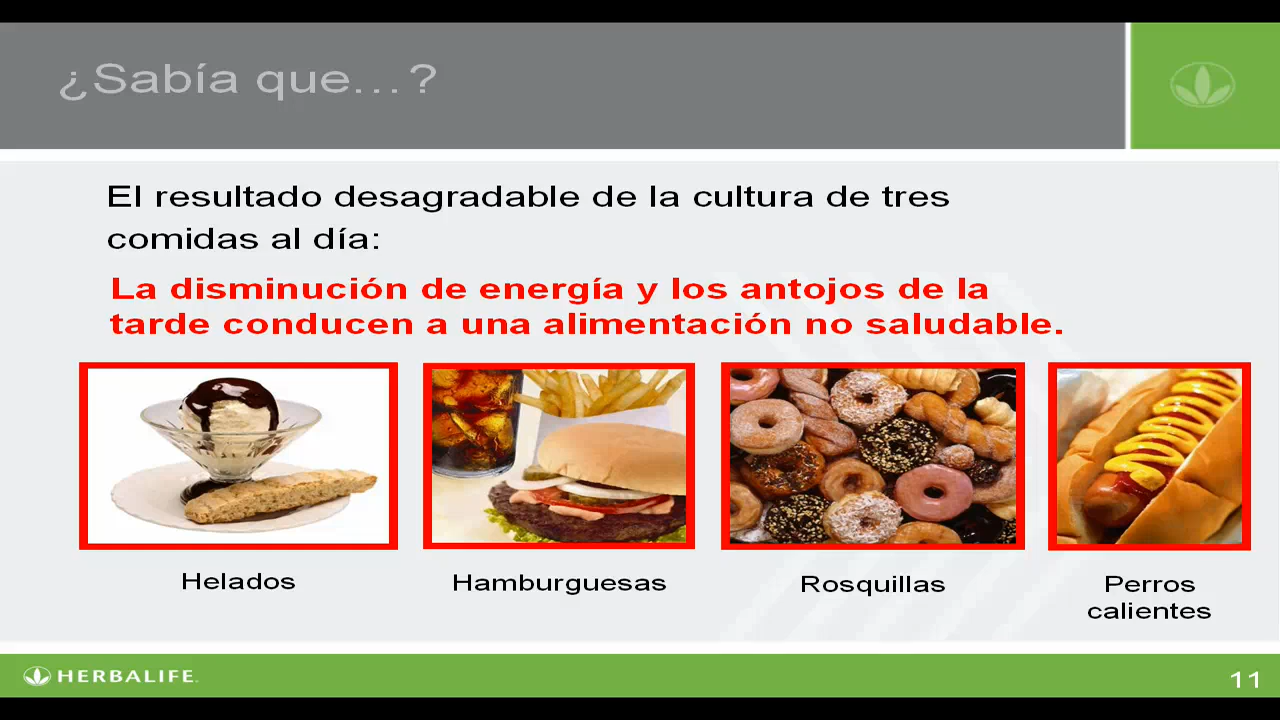 ¿Sabía que...?
El resultado desagradable de la cultura de tres
comidas al día:
La disminución de energía y los antojos de la
tarde conducen a una alimentación no saludable.
Helados
Hamburguesas
Rosquillas
Perros
calientes
HERBALIFE.
11